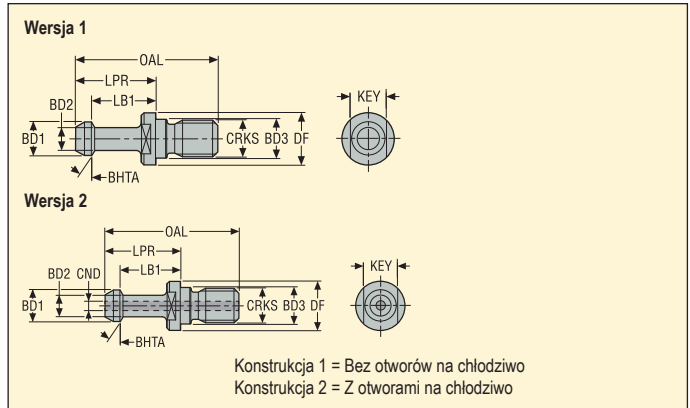 Wersja 1
OAL
LPR
LB1
KEY
BD2
BD1
CRKS BD3 DF
BHTA
Wersja 2
OAL
LPR
LB1
KEY
BD2 CND
BD1
CRKS BD3 DF
BHTA
Konstrukcja 1 = Bez otworów na chłodziwo
Konstrukcja 2 = Z otworami na chłodziwo